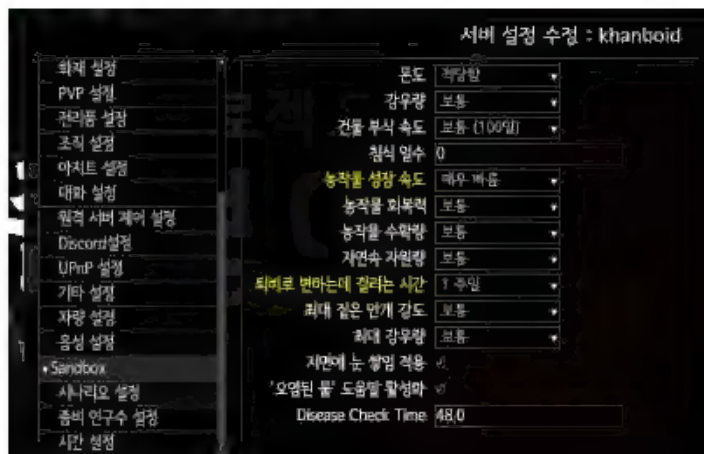 서버 설정 수정 : khanboid
화재 설정
PVP 설정
전리품 설정
조직 설정
아지트 설정
대화 설정
원격 서버 제어 설정
Discord설정
UPnP 설정
기타 설정
차량 설정
음성 설정
Sandbox
시나리오 설정
좀비 인구수 설정
시간 설정
온도 적당함
강우량 보통
건물 부식 속도 보통 (100일)
침식 일수 0
농작물 성장 속도 매우 빠름
농작물 회복력 보통
농작물 수확량 보통
자연속 자원량 보통
퇴비로 변하는데 걸리는 시간 1 주일
최대 짙은 안개 강도 보통
최대 강우량 보통
지면에 눈 쌓임 적용
'오염된 물' 도움말 활성화
Disease Check Time 48.0